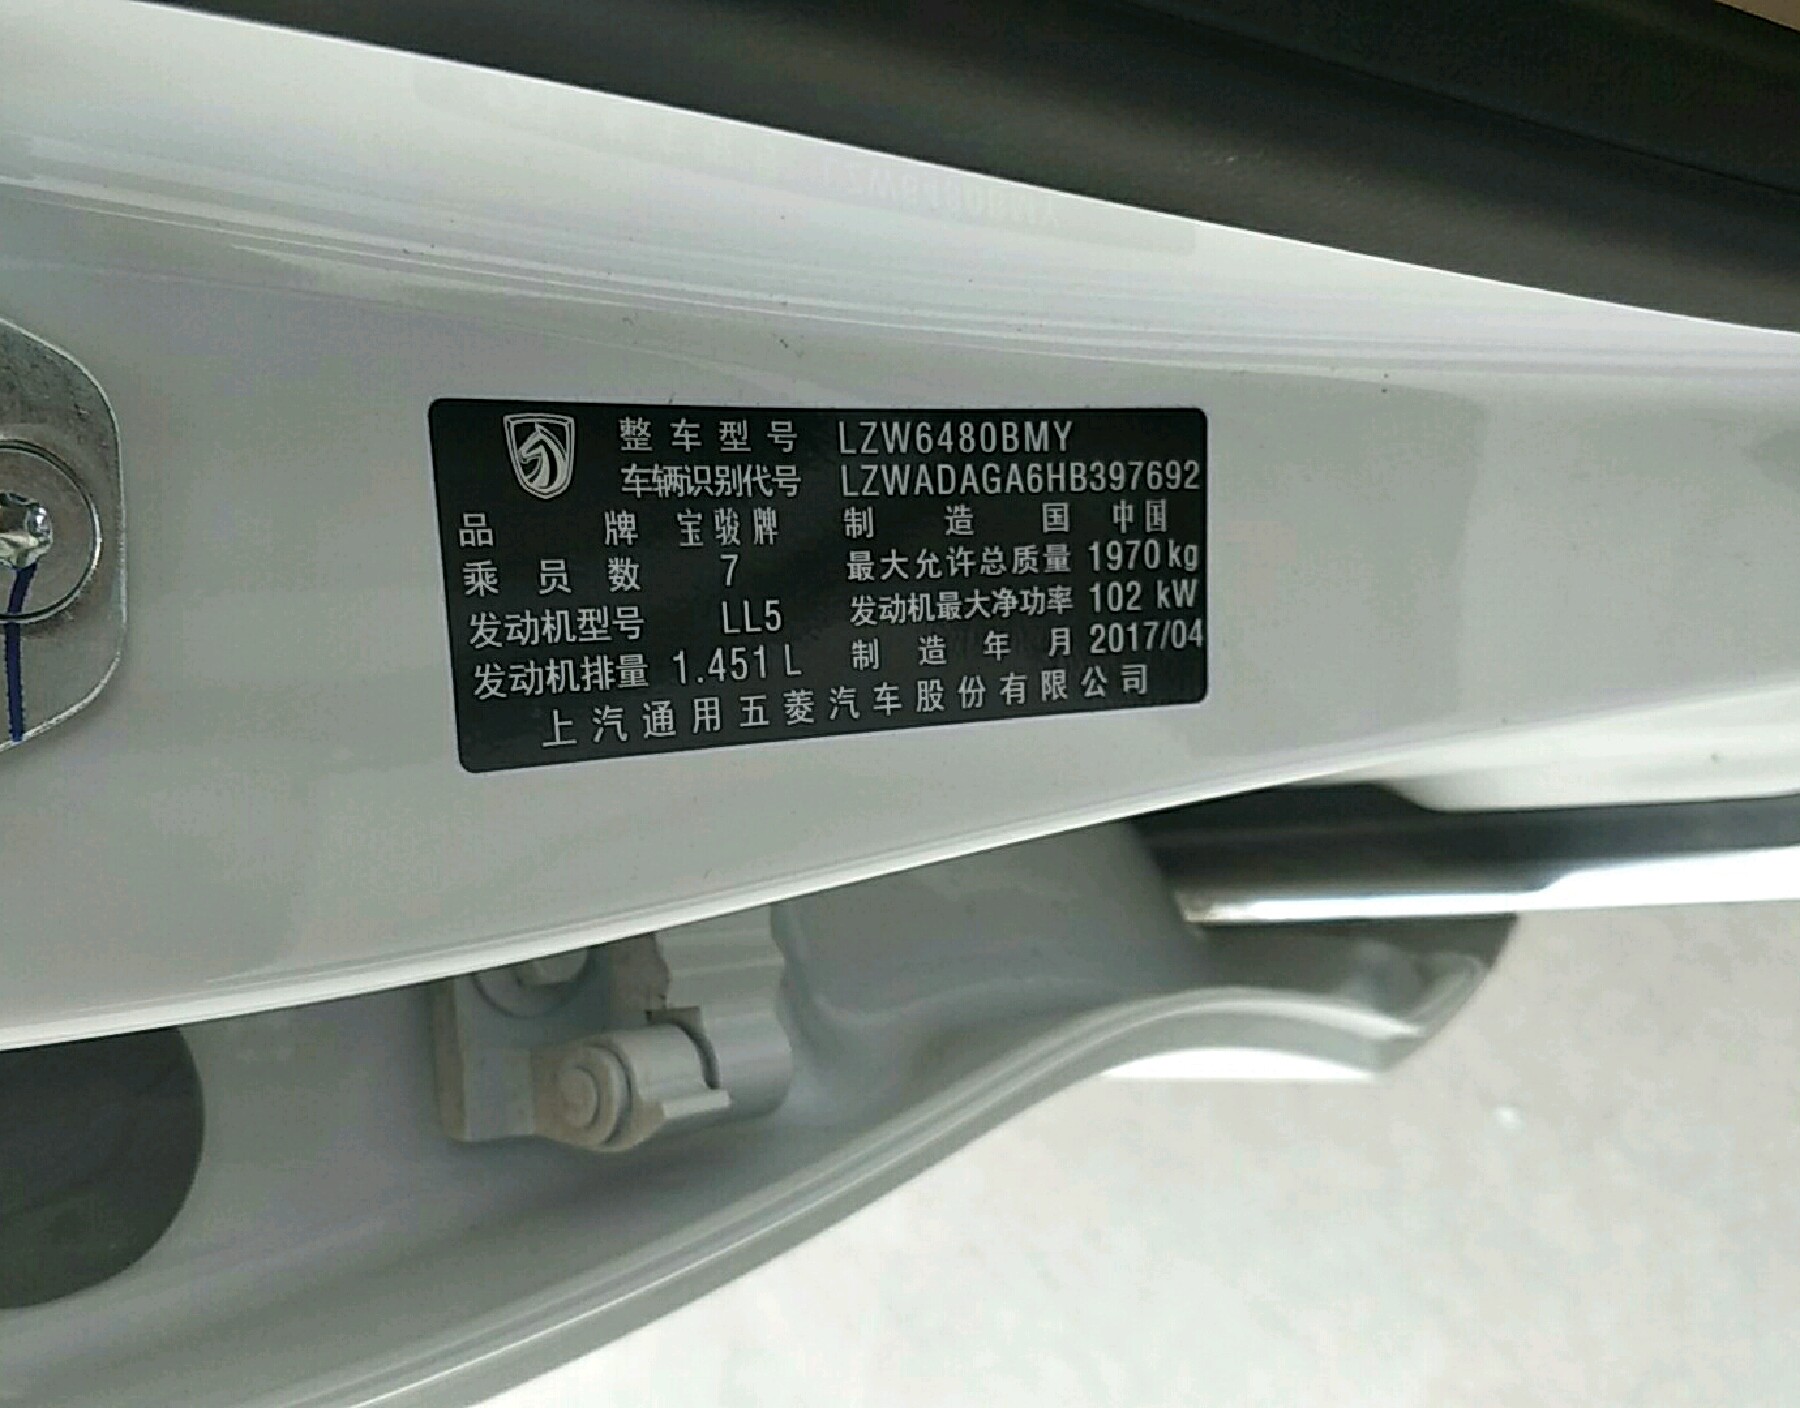 整车型号 LZW6480BMY
车辆识别代号 LZWADAGA6HB397692
品牌 宝骏牌 制造国 中国
乘员数 7 最大允许总质量 1970kg
发动机型号 LL5 发动机最大净功率 102 kW
发动机排量 1.451 L 制造年月 2017/04
上汽通用五菱汽车股份有限公司